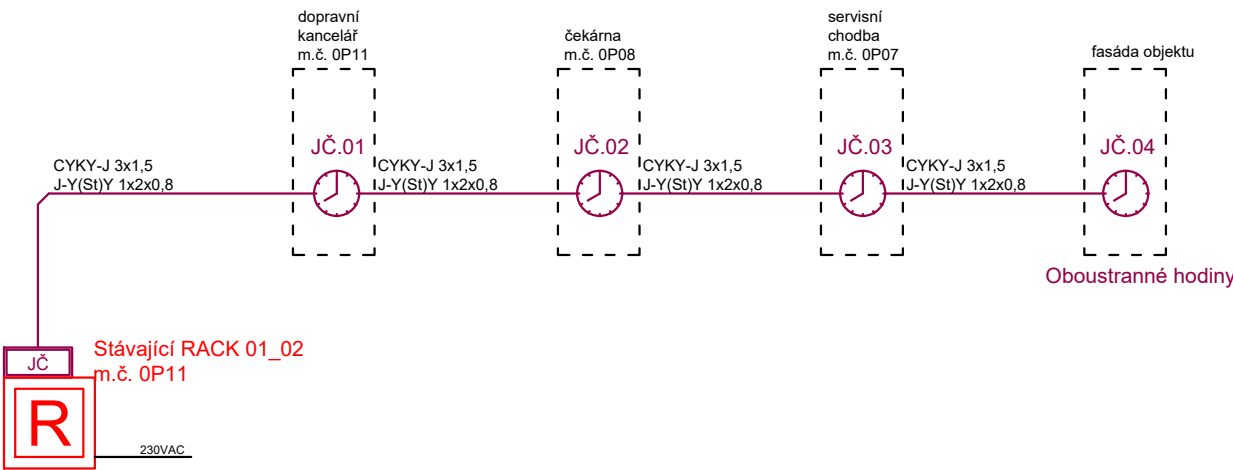 dopravní
kancelář
m.č. 0P11
čekárna
m.č. 0P08
servisní
chodba
m.č. 0P07
fasáda objektu
JČ.01
JČ.02
JČ.03
JČ.04
CYKY-J 3x1,5
J-Y(St)Y 1x2x0,8
CYKY-J 3x1,5
J-Y(St)Y 1x2x0,8
CYKY-J 3x1,5
J-Y(St)Y 1x2x0,8
CYKY-J 3x1,5
J-Y(St)Y 1x2x0,8
Oboustranné hodiny
JČ
Stávající RACK 01_02
m.č. 0P11
R
230VAC